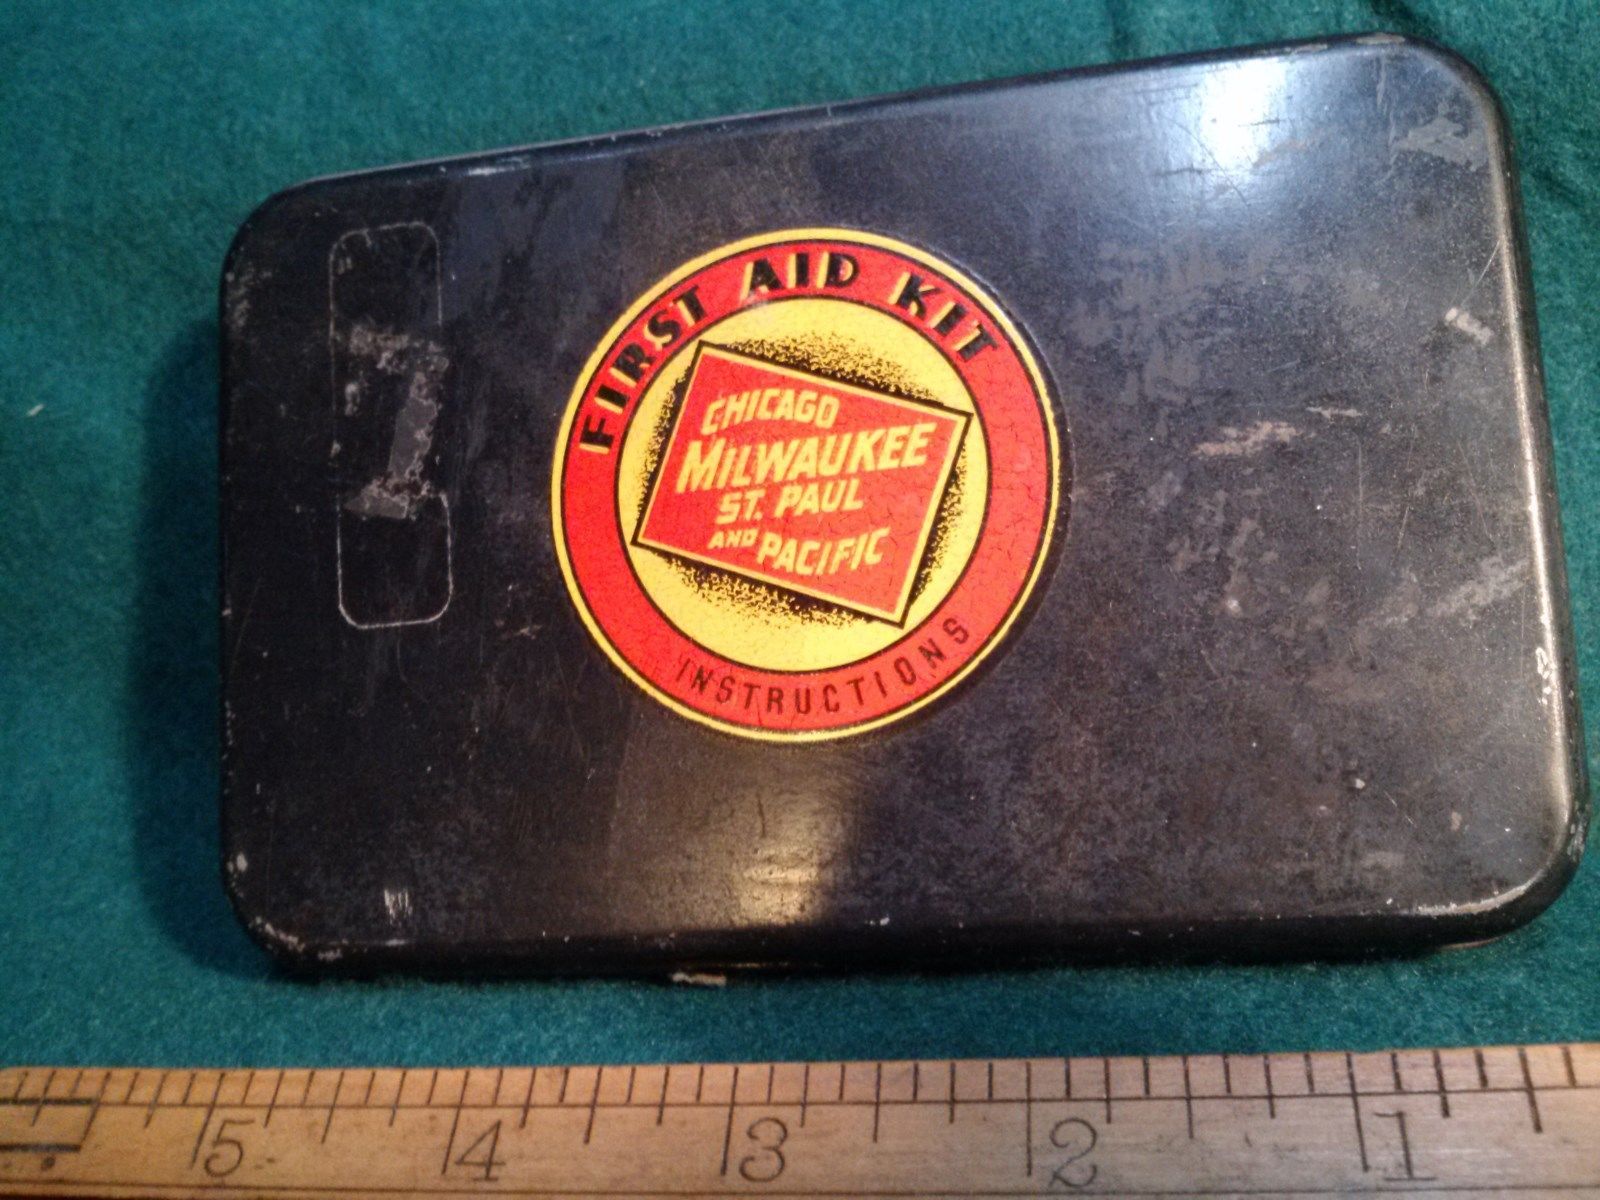 FIRST AID KIT
CHICAGO
MILWAUKEE
ST. PAUL
AND PACIFIC
INSTRUCTIONS
5 4 3 2 1